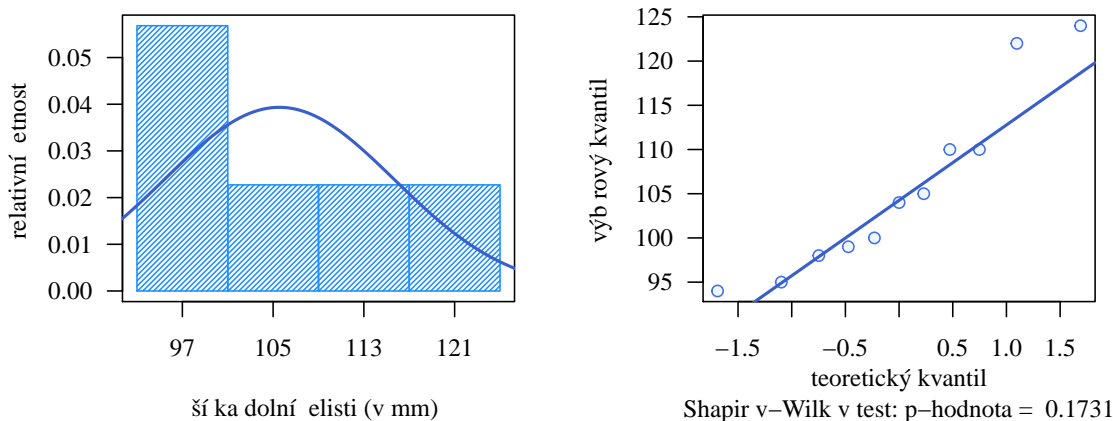 relativní etnost
0.05
0.04
0.03
0.02
0.01
0.00
97 105 113 121
ší ka dolní elisti (v mm)
výb rový kvantil
125
120
115
110
105
100
95
−1.5 −0.5 0.5 1.0 1.5
teoretický kvantil
Shapir v−Wilk v test: p−hodnota = 0.1731